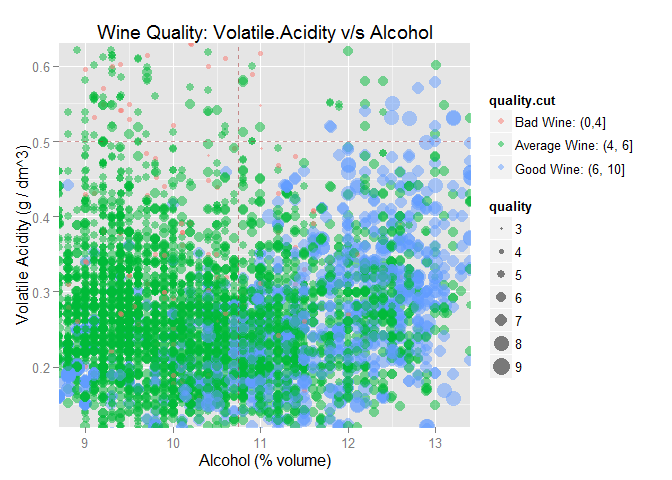 Wine Quality: Volatile.Acidity v/s Alcohol
Volatile Acidity (g / dm^3)
0.6
0.5
0.4
0.3
0.2
9 10 11 12 13
Alcohol (% volume)
quality.cut
Bad Wine: (0,4]
Average Wine: (4, 6]
Good Wine: (6, 10]
quality
3
4
5
6
7
8
9